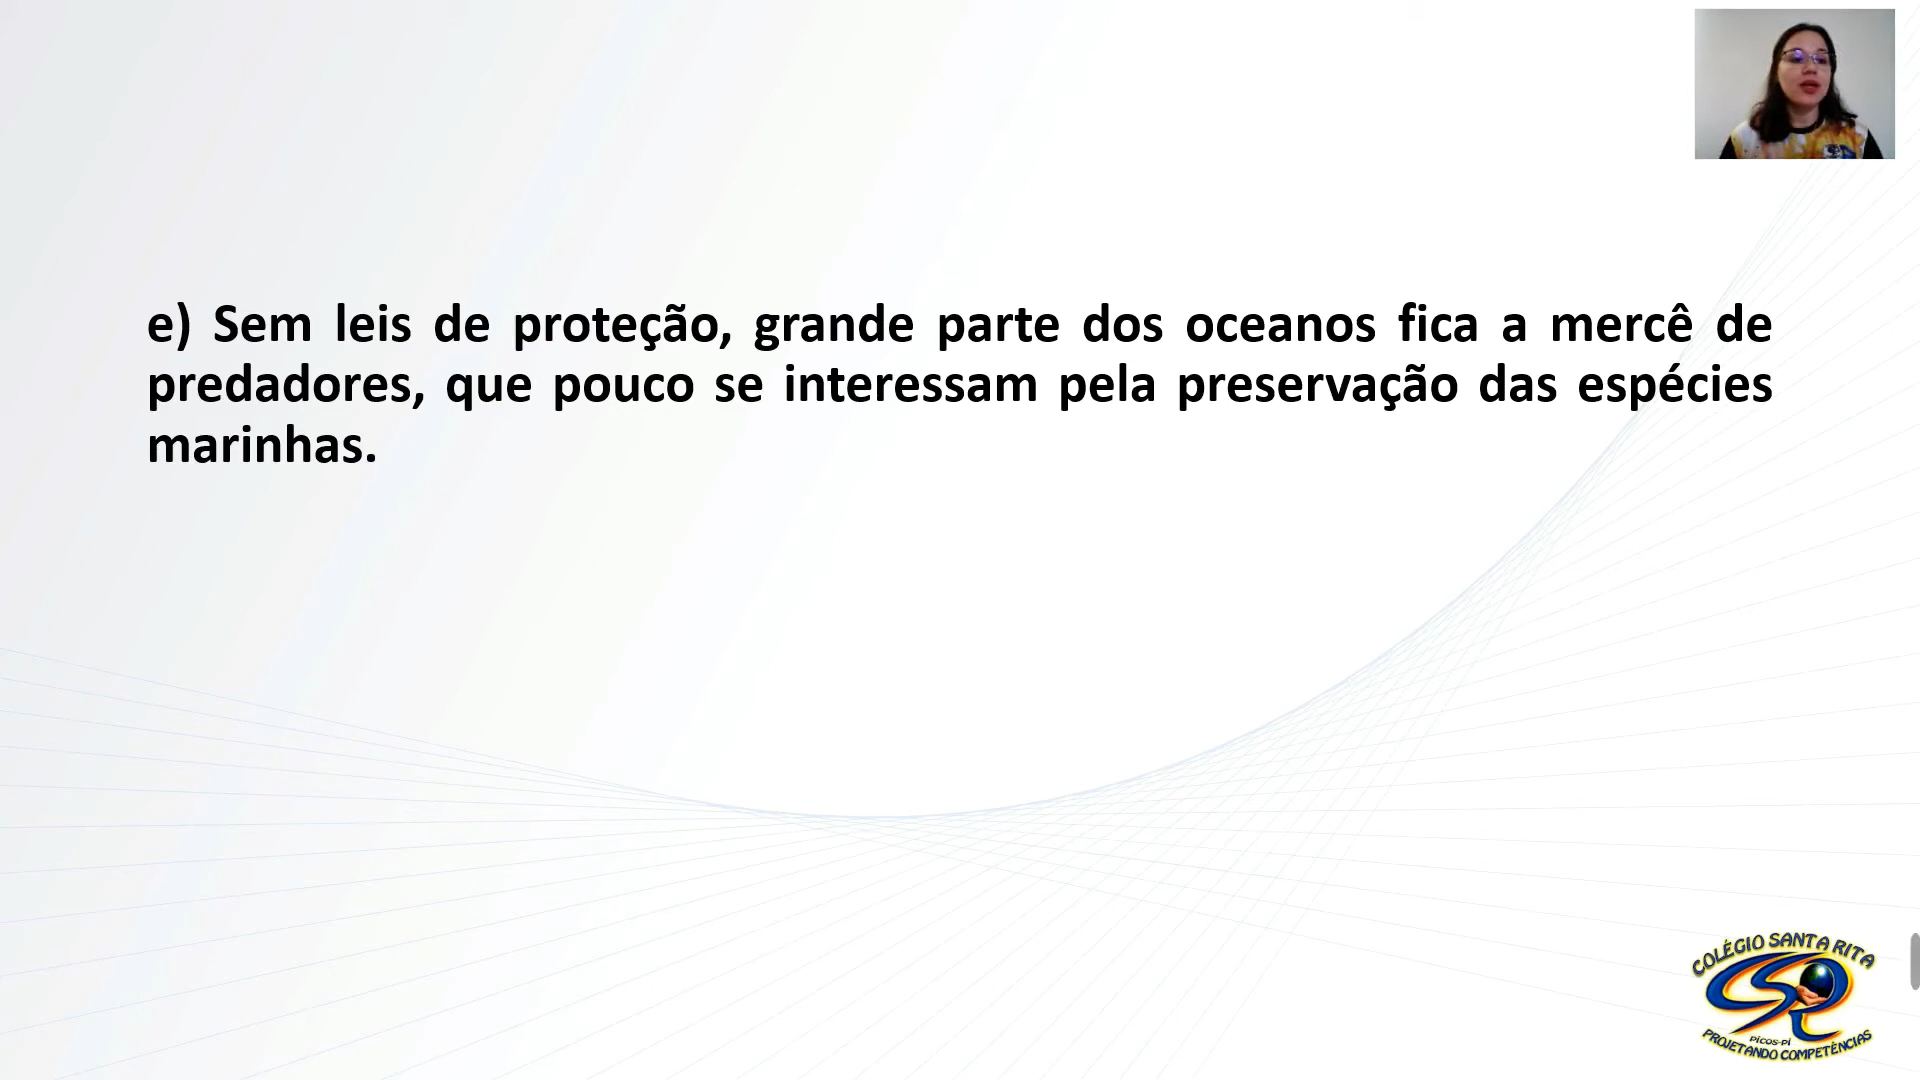 e) Sem leis de proteção, grande parte dos oceanos fica a mercê de
predadores, que pouco se interessam pela preservação das espécies
marinhas.
COLÉGIO SANTA RITA
PICOS-PI
PROJETANDO COMPETÊNCIAS